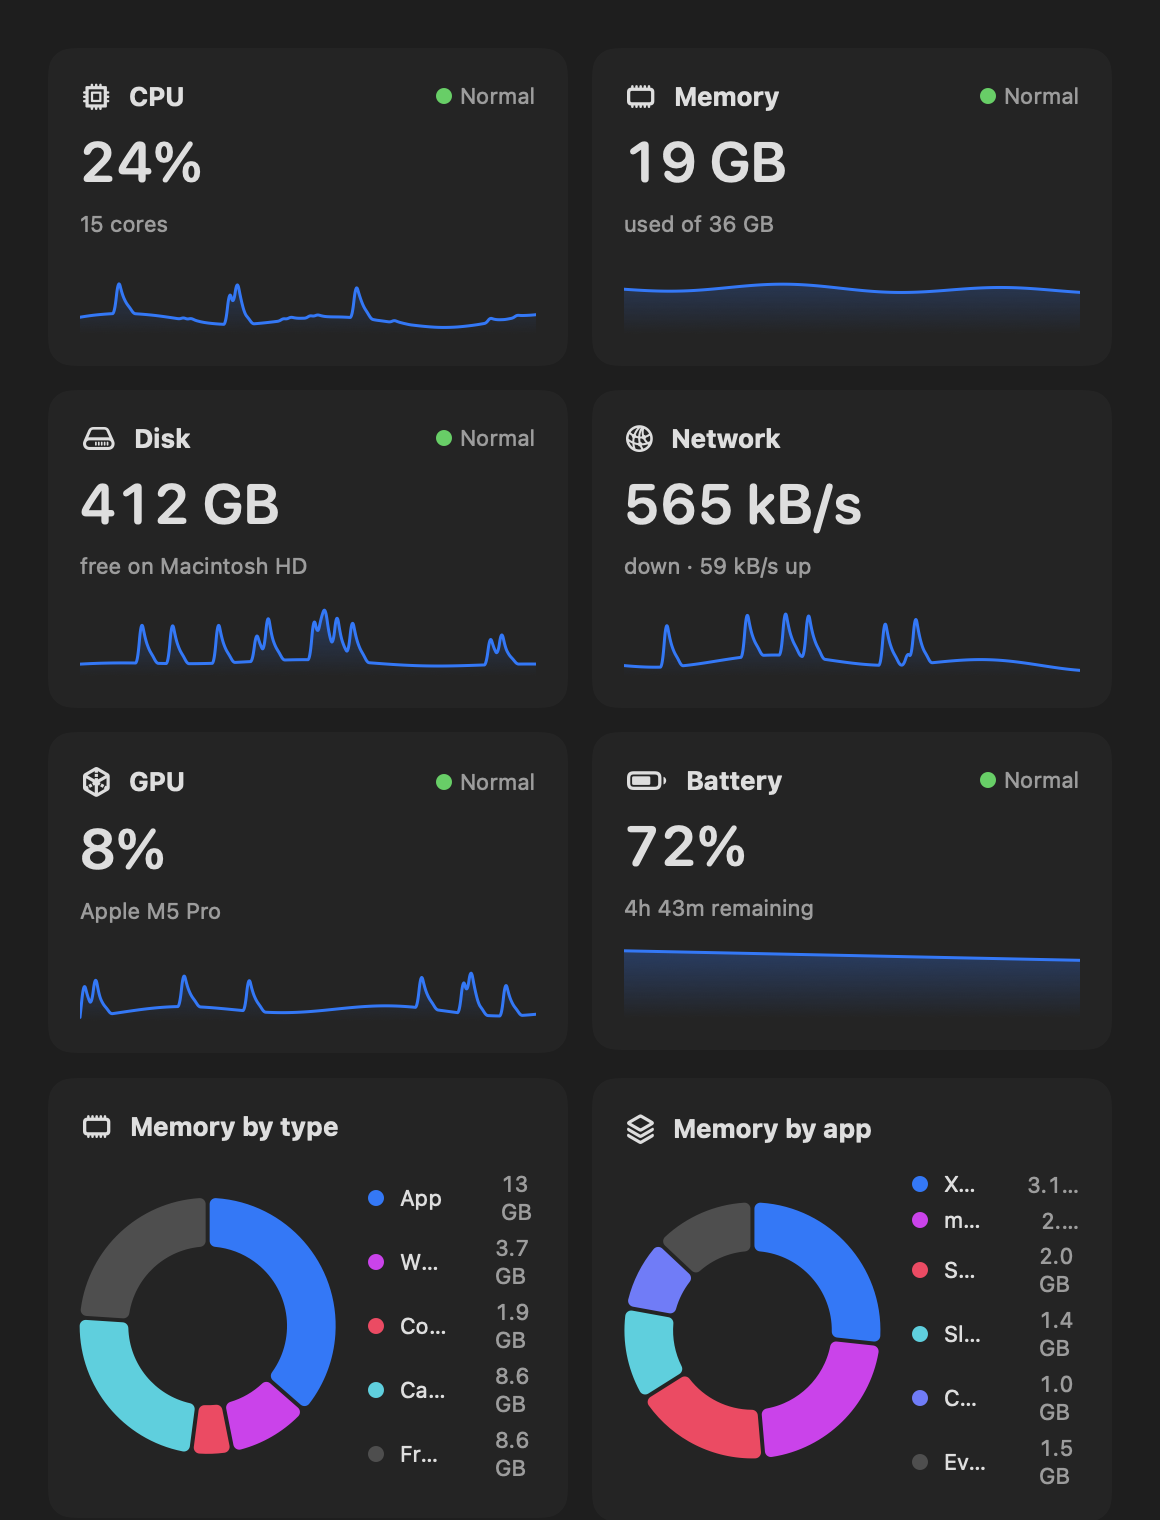 CPU
Normal
24%
15 cores
Memory
Normal
19 GB
used of 36 GB
Disk
Normal
412 GB
free on Macintosh HD
Network
565 kB/s
down · 59 kB/s up
GPU
Normal
8%
Apple M5 Pro
Battery
Normal
72%
4h 43m remaining
Memory by type
App
13
GB
W...
3.7
GB
Co...
1.9
GB
Ca...
8.6
GB
Fr...
8.6
GB
Memory by app
X...
3.1...
m...
2....
S...
2.0
GB
Sl...
1.4
GB
C...
1.0
GB
Ev...
1.5
GB